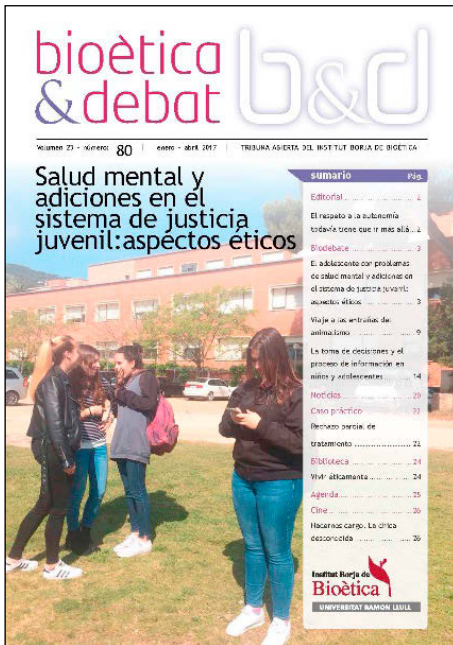 bioètica
&debat
b&d
Volumen 23 - número: 80 | enero - abril 2017 | TRIBUNA ABIERTA DEL INSTITUT BORJA DE BIOÈTICA
Salud mental y
adiciones en el
sistema de justicia
juvenil:aspectos éticos
sumario Pág.
Editorial
El respeto a la autonomía
todavía tiene que ir más allá
Biodebate 3
El adolescente con problemas
de salud mental y adiciones en
el sistema de justicia juvenil:
aspectos éticos 3
Viaje a las entrañas del
animalismo 9
La toma de decisiones y el
proceso de información en
niños y adolescentes 14
Noticias 20
Caso práctico 22
Rechazo parcial de
tratamiento 22
Biblioteca 24
Vivir éticamente 24
Agenda 25
Cine 26
Hacernos cargo. La chica
desconocida 26
Institut Borja de
Bioètica
UNIVERSITAT RAMON LLULL